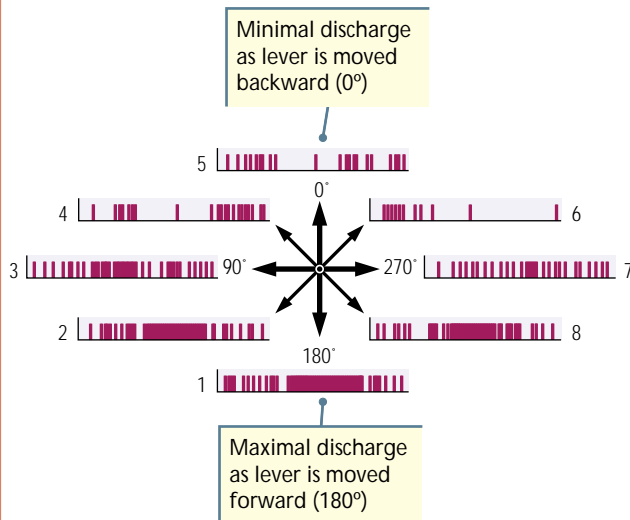 Minimal discharge
as lever is moved
backward (0º)
5
0°
4
6
3
90°
270°
7
2
8
180°
1
Maximal discharge
as lever is moved
forward (180º)